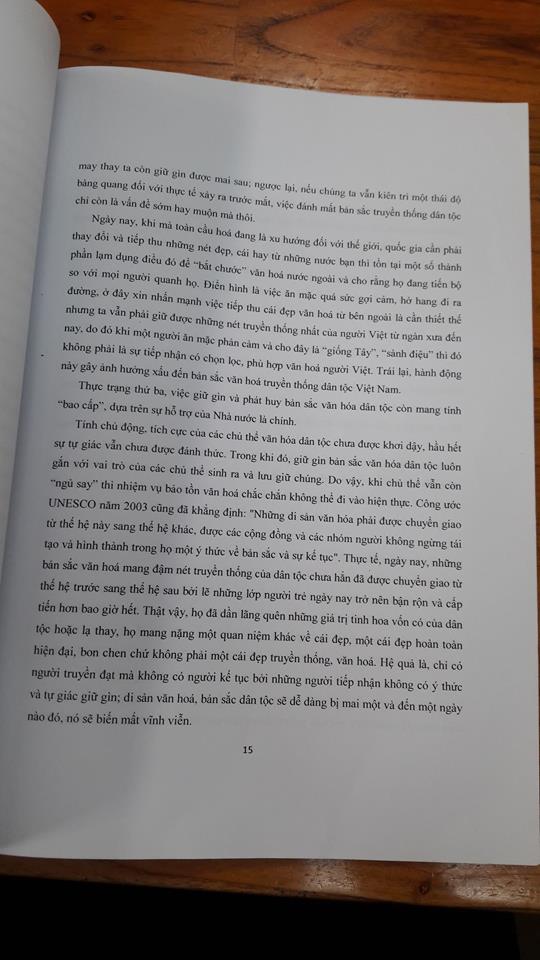 may thay ta còn giữ gìn được mai sau; ngược lại, nếu chúng ta vẫn kiên trì một thái độ
bàng quang đối với thực tế xảy ra trước mắt, việc đánh mất bản sắc truyền thống dân tộc
chỉ còn là vấn đề sớm hay muộn mà thôi.
Ngày nay, khi mà toàn cầu hoá đang là xu hướng đối với thế giới, quốc gia cần phải
thay đổi và tiếp thu những nét đẹp, cái hay từ những nước bạn thì tồn tại một số thành
phần lạm dụng điều đó để “bắt chước” văn hoá nước ngoài và cho rằng họ đang tiến bộ
so với mọi người quanh họ. Điển hình là việc ăn mặc quá sức gợi cảm, hở hang đi ra
đường, ở đây xin nhấn mạnh việc tiếp thu cái đẹp văn hoá từ bên ngoài là cần thiết thế
nhưng ta vẫn phải giữ được những nét truyền thống nhất của người Việt từ ngàn xưa đến
nay, do đó khi một người ăn mặc phản cảm và cho đây là “giống Tây”, “sành điệu” thì đó
không phải là sự tiếp nhận có chọn lọc, phù hợp văn hoá người Việt. Trái lại, hành động
này gây ảnh hưởng xấu đến bản sắc văn hoá truyền thống dân tộc Việt Nam.
Thực trạng thứ ba, việc giữ gìn và phát huy bản sắc văn hóa dân tộc còn mang tính
“bao cấp”, dựa trên sự hỗ trợ của Nhà nước là chính.
Tính chủ động, tích cực của các chủ thể văn hóa dân tộc chưa được khơi dậy, hầu hết
sự tự giác vẫn chưa được đánh thức. Trong khi đó, giữ gìn bản sắc văn hóa dân tộc luôn
gắn với vai trò của các chủ thể sinh ra và lưu giữ chúng. Do vậy, khi chủ thể vẫn còn
“ngủ say” thì nhiệm vụ bảo tồn văn hoá chắc chắn không thể đi vào hiện thực. Công ước
UNESCO năm 2003 cũng đã khẳng định: "Những di sản văn hóa phải được chuyển giao
từ thế hệ này sang thế hệ khác, được các cộng đồng và các nhóm người không ngừng tái
tạo và hình thành trong họ một ý thức về bản sắc và sự kế tục". Thực tế, ngày nay, những
bản sắc văn hoá mang đậm nét truyền thống của dân tộc chưa hẳn đã được chuyển giao từ
thế hệ trước sang thế hệ sau bởi lẽ những lớp người trẻ ngày nay trở nên bận rộn và cấp
tiến hơn bao giờ hết. Thật vậy, họ đã dần lãng quên những giá trị tinh hoa vốn có của dân
tộc hoặc lạ thay, họ mang nặng một quan niệm khác về cái đẹp, một cái đẹp hoàn toàn
hiện đại, bon chen chứ không phải một cái đẹp truyền thống, văn hoá. Hệ quả là, chỉ có
người truyền đạt mà không có người kế tục bởi những người tiếp nhận không có ý thức
và tự giác giữ gìn; di sản văn hoá, bản sắc dân tộc sẽ dễ dàng bị mai một và đến một ngày
nào đó, nó sẽ biến mất vĩnh viễn.
15